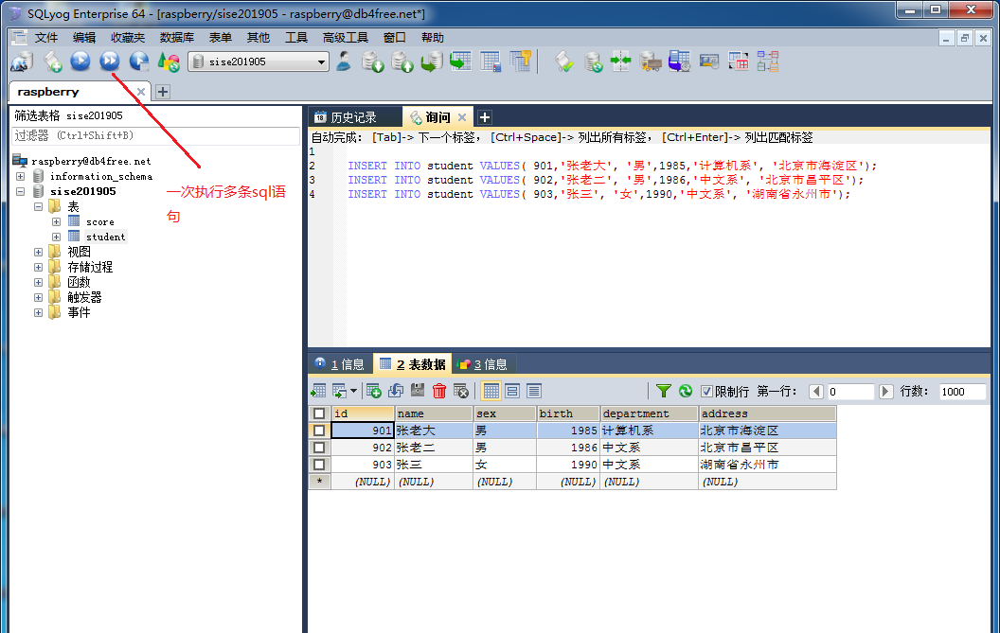 SQLyog Enterprise 64 - [raspberry/sise201905 - raspberry@db4free.net*]
文件 编辑 收藏夹 数据库 表单 其他 工具 高级工具 窗口 帮助
sise201905
raspberry
筛选表格 sise201905
过滤器 (Ctrl+Shift+B)
raspberry@db4free.net
information_schema
sise201905
表
score
student
视图
存储过程
函数
触发器
事件
一次执行多条sql语
句
历史记录 询问
自动完成: [Tab]-> 下一个标签, [Ctrl+Space]-> 列出所有标签, [Ctrl+Enter]-> 列出匹配标签
1
2 INSERT INTO student VALUES( 901,'张老大', '男',1985,'计算机系', '北京市海淀区');
3 INSERT INTO student VALUES( 902,'张老二', '男',1986,'中文系', '北京市昌平区');
4 INSERT INTO student VALUES( 903,'张三', '女',1990,'中文系', '湖南省永州市');
1 信息 2 表数据 3 信息
限制行 第一行: 0 行数: 1000
id name sex birth department address
901 张老大 男 1985 计算机系 北京市海淀区
902 张老二 男 1986 中文系 北京市昌平区
903 张三 女 1990 中文系 湖南省永州市
* (NULL) (NULL) (NULL) (NULL) (NULL) (NULL)